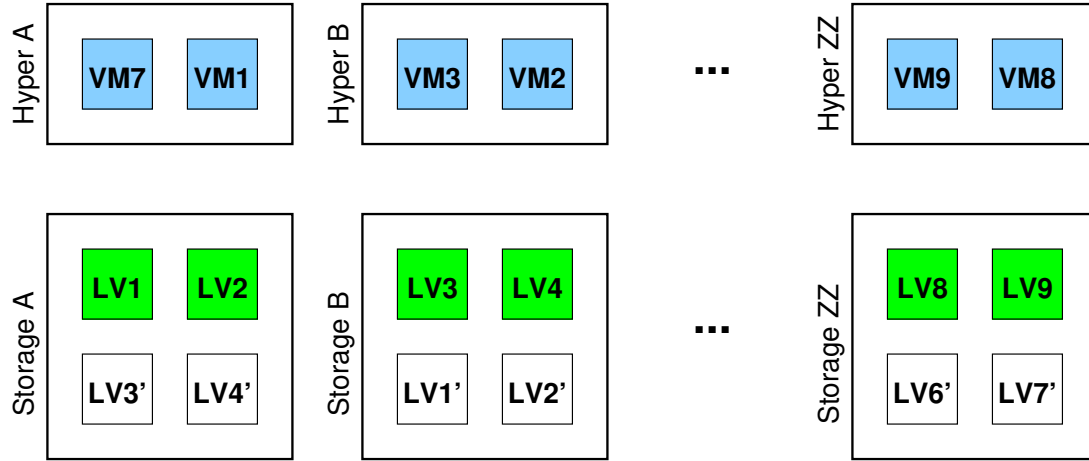 Hyper A
VM7 VM1
Hyper B
VM3 VM2
...
Hyper ZZ
VM9 VM8
Storage A
LV1 LV2
LV3’ LV4’
Storage B
LV3 LV4
LV1’ LV2’
...
Storage ZZ
LV8 LV9
LV6’ LV7’